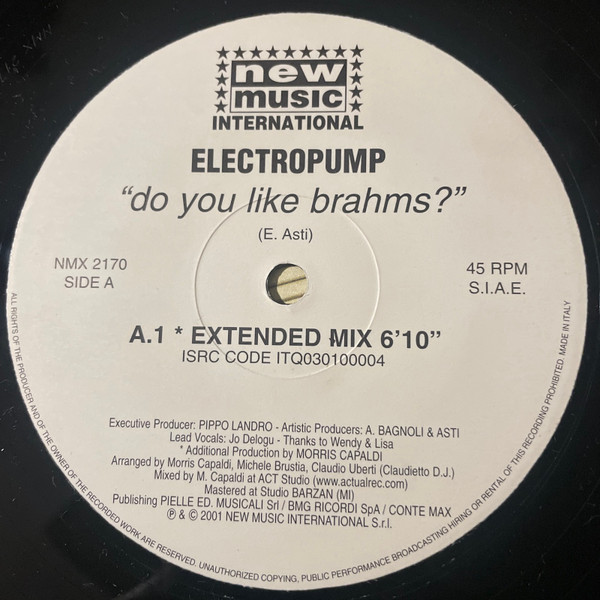 new
music
INTERNATIONAL
ELECTROPUMP
“do you like brahms?”
(E. Asti)
NMX 2170
SIDE A
45 RPM
S.I.A.E.
A.1 * EXTENDED MIX 6’10”
ISRC CODE ITQ030100004
Executive Producer: PIPPO LANDRO - Artistic Producers: A. BAGNOLI & ASTI
Lead Vocals: Jo Delogu - Thanks to Wendy & Lisa
* Additional Production by MORRIS CAPALDI
Arranged by Morris Capaldi, Michele Brustia, Claudio Uberti (Claudietto D.J.)
Mixed by M. Capaldi at ACT Studio (www.actualrec.com)
Mastered at Studio BARZAN (MI)
Publishing PIELLE ED. MUSICALI Srl / BMG RICORDI SpA / CONTE MAX
℗ & © 2001 NEW MUSIC INTERNATIONAL S.r.l.
ALL RIGHTS OF THE PRODUCER AND OF THE OWNER OF THE RECORDED WORK ARE RESERVED. UNAUTHORIZED COPYING, PUBLIC PERFORMANCE BROADCASTING HIRING OR RENTAL OF THIS RECORDING PROHIBITED. MADE IN ITALY